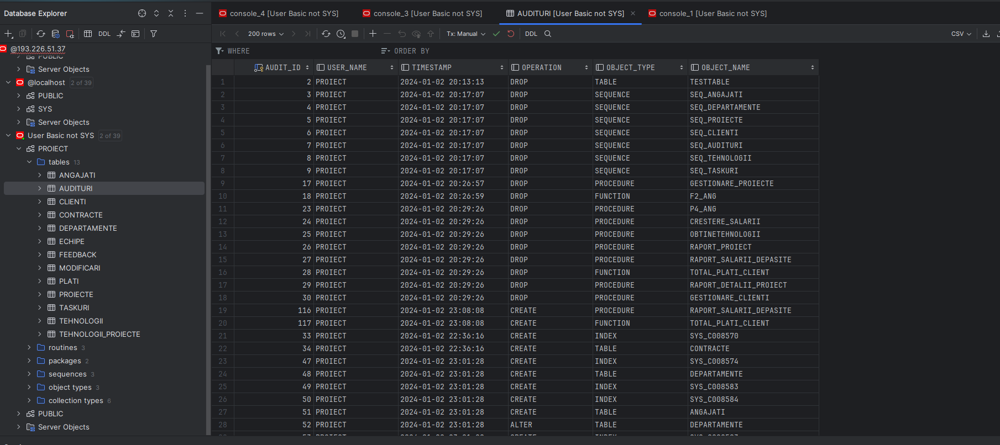 Database Explorer
console_4 [User Basic not SYS]
console_3 [User Basic not SYS]
AUDITURI [User Basic not SYS]
console_1 [User Basic not SYS]
DDL
200 rows
Tx: Manual
DDL
CSV
@193.226.51.37
PUBLIC
Server Objects
@localhost 2 of 39
PUBLIC
SYS
Server Objects
User Basic not SYS 2 of 39
PROIECT
tables 13
ANGAJATI
AUDITURI
CLIENTI
CONTRACTE
DEPARTAMENTE
ECHIPE
FEEDBACK
MODIFICARI
PLATI
PROIECTE
TASKURI
TEHNOLOGII
TEHNOLOGII_PROIECTE
routines 3
packages 2
sequences 3
object types 3
collection types 6
PUBLIC
Server Objects
WHERE
ORDER BY
AUDIT_ID USER_NAME TIMESTAMP OPERATION OBJECT_TYPE OBJECT_NAME
1 2 PROIECT 2024-01-02 20:13:13 DROP TABLE TESTTABLE
2 3 PROIECT 2024-01-02 20:17:07 DROP SEQUENCE SEQ_ANGAJATI
3 4 PROIECT 2024-01-02 20:17:07 DROP SEQUENCE SEQ_DEPARTAMENTE
4 5 PROIECT 2024-01-02 20:17:07 DROP SEQUENCE SEQ_PROIECTE
5 6 PROIECT 2024-01-02 20:17:07 DROP SEQUENCE SEQ_CLIENTI
6 7 PROIECT 2024-01-02 20:17:07 DROP SEQUENCE SEQ_AUDITURI
7 8 PROIECT 2024-01-02 20:17:07 DROP SEQUENCE SEQ_TEHNOLOGII
8 9 PROIECT 2024-01-02 20:17:07 DROP SEQUENCE SEQ_TASKURI
9 17 PROIECT 2024-01-02 20:26:57 DROP PROCEDURE GESTIONARE_PROIECTE
10 18 PROIECT 2024-01-02 20:26:59 DROP FUNCTION F2_ANG
11 23 PROIECT 2024-01-02 20:29:26 DROP PROCEDURE P4_ANG
12 24 PROIECT 2024-01-02 20:29:26 DROP PROCEDURE CRESTERE_SALARII
13 25 PROIECT 2024-01-02 20:29:26 DROP PROCEDURE OBTINETEHNOLOGII
14 26 PROIECT 2024-01-02 20:29:26 DROP PROCEDURE RAPORT_PROIECT
15 27 PROIECT 2024-01-02 20:29:26 DROP PROCEDURE RAPORT_SALARII_DEPASITE
16 28 PROIECT 2024-01-02 20:29:26 DROP FUNCTION TOTAL_PLATI_CLIENT
17 29 PROIECT 2024-01-02 20:29:26 DROP PROCEDURE RAPORT_DETALII_PROIECT
18 30 PROIECT 2024-01-02 20:29:26 DROP PROCEDURE GESTIONARE_CLIENTI
19 116 PROIECT 2024-01-02 23:08:08 CREATE PROCEDURE RAPORT_SALARII_DEPASITE
20 117 PROIECT 2024-01-02 23:08:08 CREATE FUNCTION TOTAL_PLATI_CLIENT
21 33 PROIECT 2024-01-02 22:36:16 CREATE INDEX SYS_C008570
22 34 PROIECT 2024-01-02 22:36:16 CREATE TABLE CONTRACTE
23 47 PROIECT 2024-01-02 23:01:28 CREATE INDEX SYS_C008574
24 48 PROIECT 2024-01-02 23:01:28 CREATE TABLE DEPARTAMENTE
25 49 PROIECT 2024-01-02 23:01:28 CREATE INDEX SYS_C008583
26 50 PROIECT 2024-01-02 23:01:28 CREATE INDEX SYS_C008584
27 51 PROIECT 2024-01-02 23:01:28 CREATE TABLE ANGAJATI
28 52 PROIECT 2024-01-02 23:01:28 ALTER TABLE DEPARTAMENTE